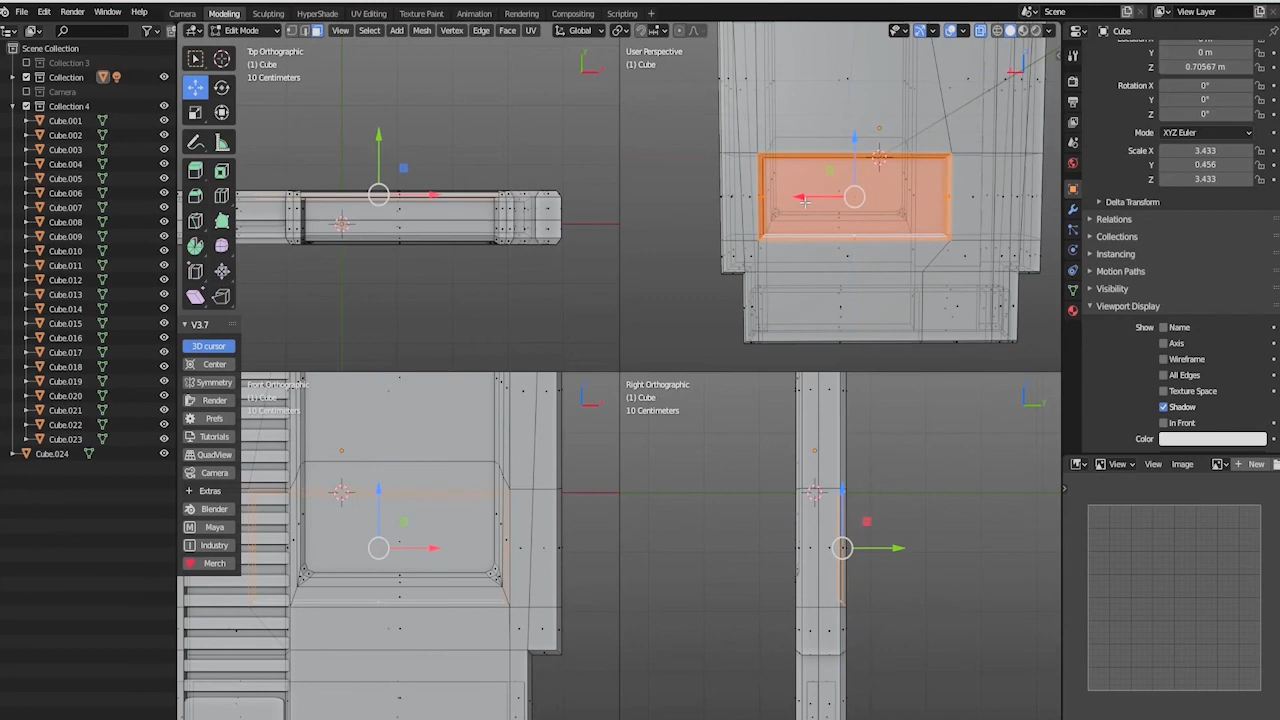 File Edit Render Window Help
Camera Modeling Sculpting HyperShade UV Editing Texture Paint Animation Rendering Compositing Scripting +
Scene
View Layer
Edit Mode View Select Add Mesh Vertex Edge Face UV Global
Scene Collection
Collection 3
Collection
Camera
Collection 4
Cube.001
Cube.002
Cube.003
Cube.004
Cube.005
Cube.006
Cube.007
Cube.008
Cube.009
Cube.010
Cube.011
Cube.012
Cube.013
Cube.014
Cube.015
Cube.016
Cube.017
Cube.018
Cube.019
Cube.020
Cube.021
Cube.022
Cube.023
Cube.024
V3.7
3D cursor
Center
Symmetry
Render
Prefs
Tutorials
QuadView
Camera
Extras
Blender
Maya
Industry
Merch
Top Orthographic
(1) Cube
10 Centimeters
User Perspective
(1) Cube
Front Orthographic
(1) Cube
10 Centimeters
Right Orthographic
(1) Cube
10 Centimeters
Cube
Y 0 m
Z 0.70567 m
Rotation X 0°
Y 0°
Z 0°
Mode XYZ Euler
Scale X 3.433
Y 0.456
Z 3.433
Delta Transform
Relations
Collections
Instancing
Motion Paths
Visibility
Viewport Display
Show Name
Axis
Wireframe
All Edges
Texture Space
Shadow
In Front
Color
View View Image New